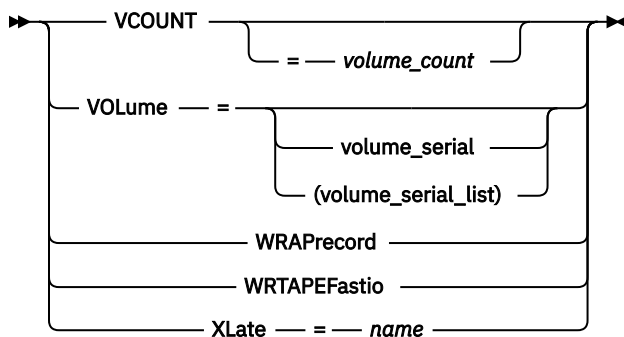 VCOUNT
= volume_count
VOLume =
volume_serial
(volume_serial_list)
WRAPrecord
WRTAPEFastio
XLate = name